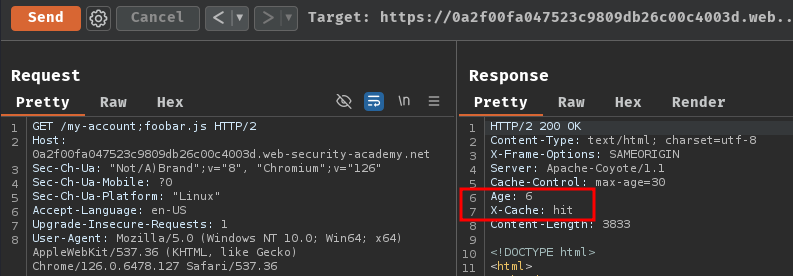 Send Cancel < > Target: https://0a2f00fa047523c9809db26c00c4003d.web...
Request
Pretty Raw Hex \n
1 GET /my-account;foobar.js HTTP/2
2 Host:
0a2f00fa047523c9809db26c00c4003d.web-security-academy.net
3 Sec-Ch-Ua: "Not/A)Brand";v="8", "Chromium";v="126"
4 Sec-Ch-Ua-Mobile: ?0
5 Sec-Ch-Ua-Platform: "Linux"
6 Accept-Language: en-US
7 Upgrade-Insecure-Requests: 1
8 User-Agent: Mozilla/5.0 (Windows NT 10.0; Win64; x64)
AppleWebKit/537.36 (KHTML, like Gecko)
Chrome/126.0.6478.127 Safari/537.36
Response
Pretty Raw Hex Render
1 HTTP/2 200 OK
2 Content-Type: text/html; charset=utf-8
3 X-Frame-Options: SAMEORIGIN
4 Server: Apache-Coyote/1.1
5 Cache-Control: max-age=30
6 Age: 6
7 X-Cache: hit
8 Content-Length: 3833
9
10 <!DOCTYPE html>
11 <html>